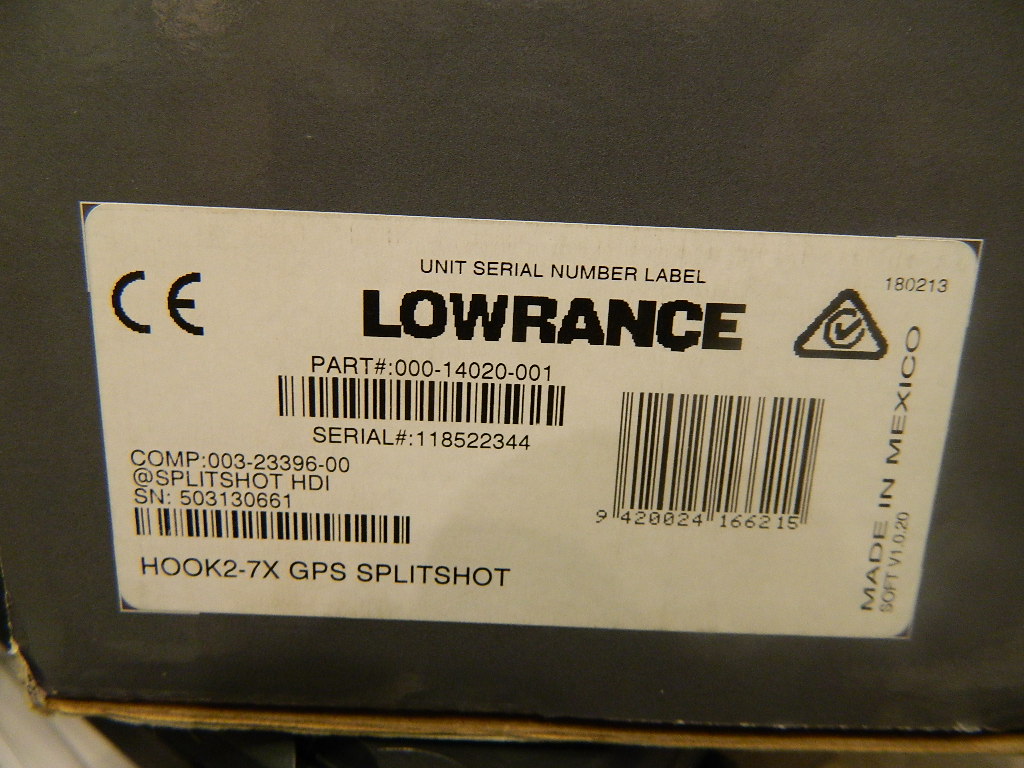 UNIT SERIAL NUMBER LABEL
CE
LOWRANCE
180213
PART#:000-14020-001
SERIAL#:118522344
COMP:003-23396-00
@SPLITSHOT HDI
SN: 503130661
HOOK2-7X GPS SPLITSHOT
9 420024 166215
MADE IN MEXICO
SOFT V1.0.20